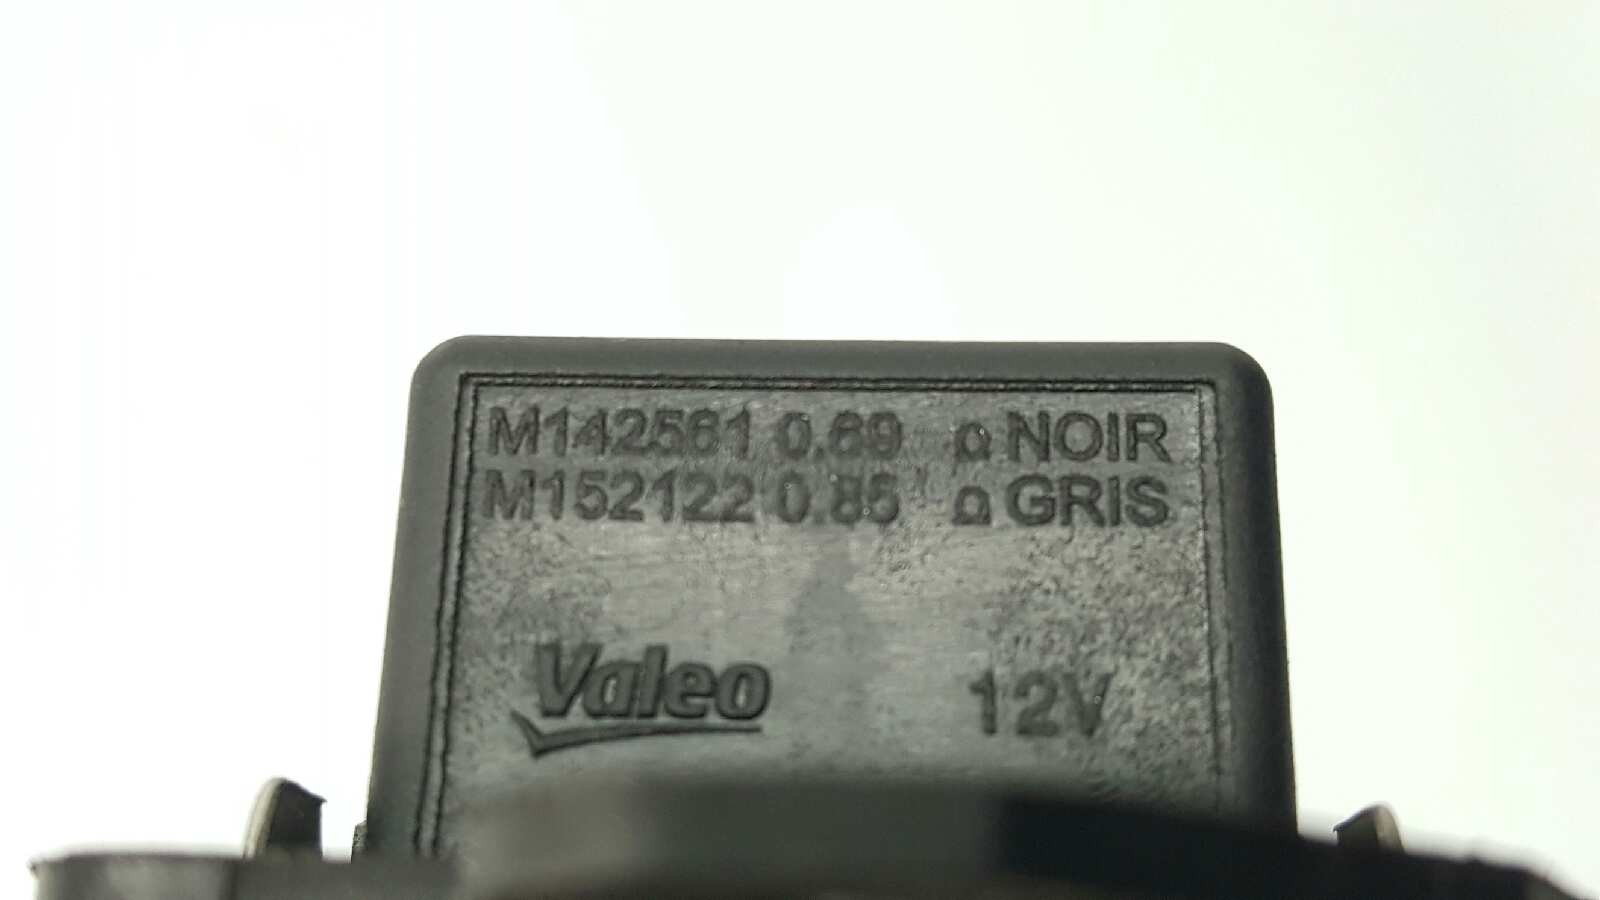 M142561 0.69 Ω NOIR
M152122 0.85 Ω GRIS
Valeo 12V